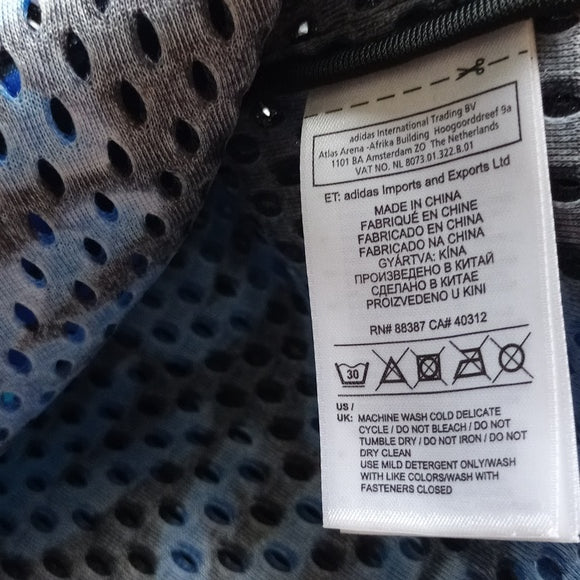 adidas International Trading BV
Atlas Arena -Afrika Building Hoogoorddreef 9a
1101 BA Amsterdam ZO The Netherlands
VAT NO. NL 8073.01.322.B.01
ET: adidas Imports and Exports Ltd
MADE IN CHINA
FABRIQUÉ EN CHINE
FABRICADO EN CHINA
FABRICADO NA CHINA
GYÁRTVA: KÍNA
ПРОИЗВЕДЕНО В КИТАЙ
СДЕЛАНО В КИТАЕ
PROIZVEDENO U KINI
RN# 88387 CA# 40312
30
US /
UK: MACHINE WASH COLD DELICATE
CYCLE / DO NOT BLEACH / DO NOT
TUMBLE DRY / DO NOT IRON / DO NOT
DRY CLEAN
USE MILD DETERGENT ONLY/WASH
WITH LIKE COLORS/WASH WITH
FASTENERS CLOSED